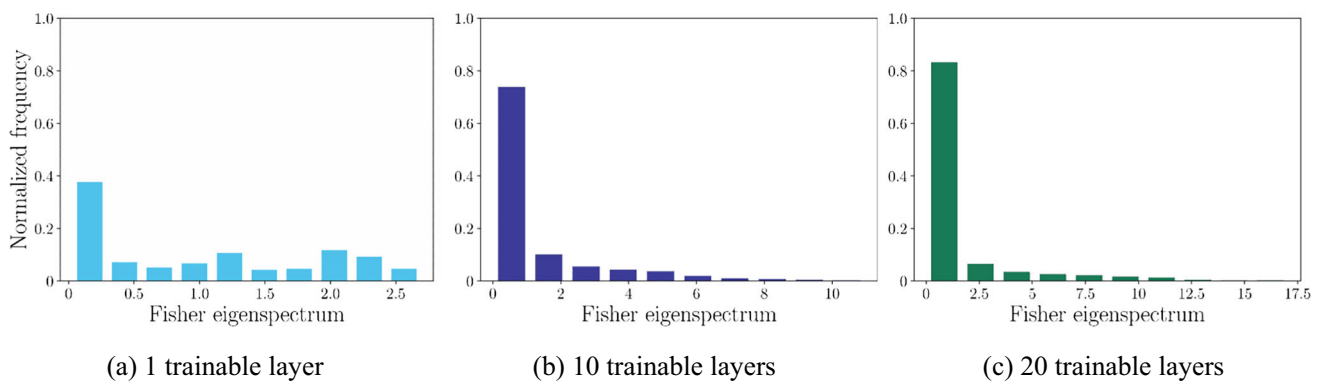 Normalized frequency
1.0
0.8
0.6
0.4
0.2
0
0 0.5 1.0 1.5 2.0 2.5
Fisher eigenspectrum
(a) 1 trainable layer
1.0
0.8
0.6
0.4
0.2
0
0 2 4 6 8 10
Fisher eigenspectrum
(b) 10 trainable layers
1.0
0.8
0.6
0.4
0.2
0
0 2.5 5 7.5 10 12.5 15 17.5
Fisher eigenspectrum
(c) 20 trainable layers